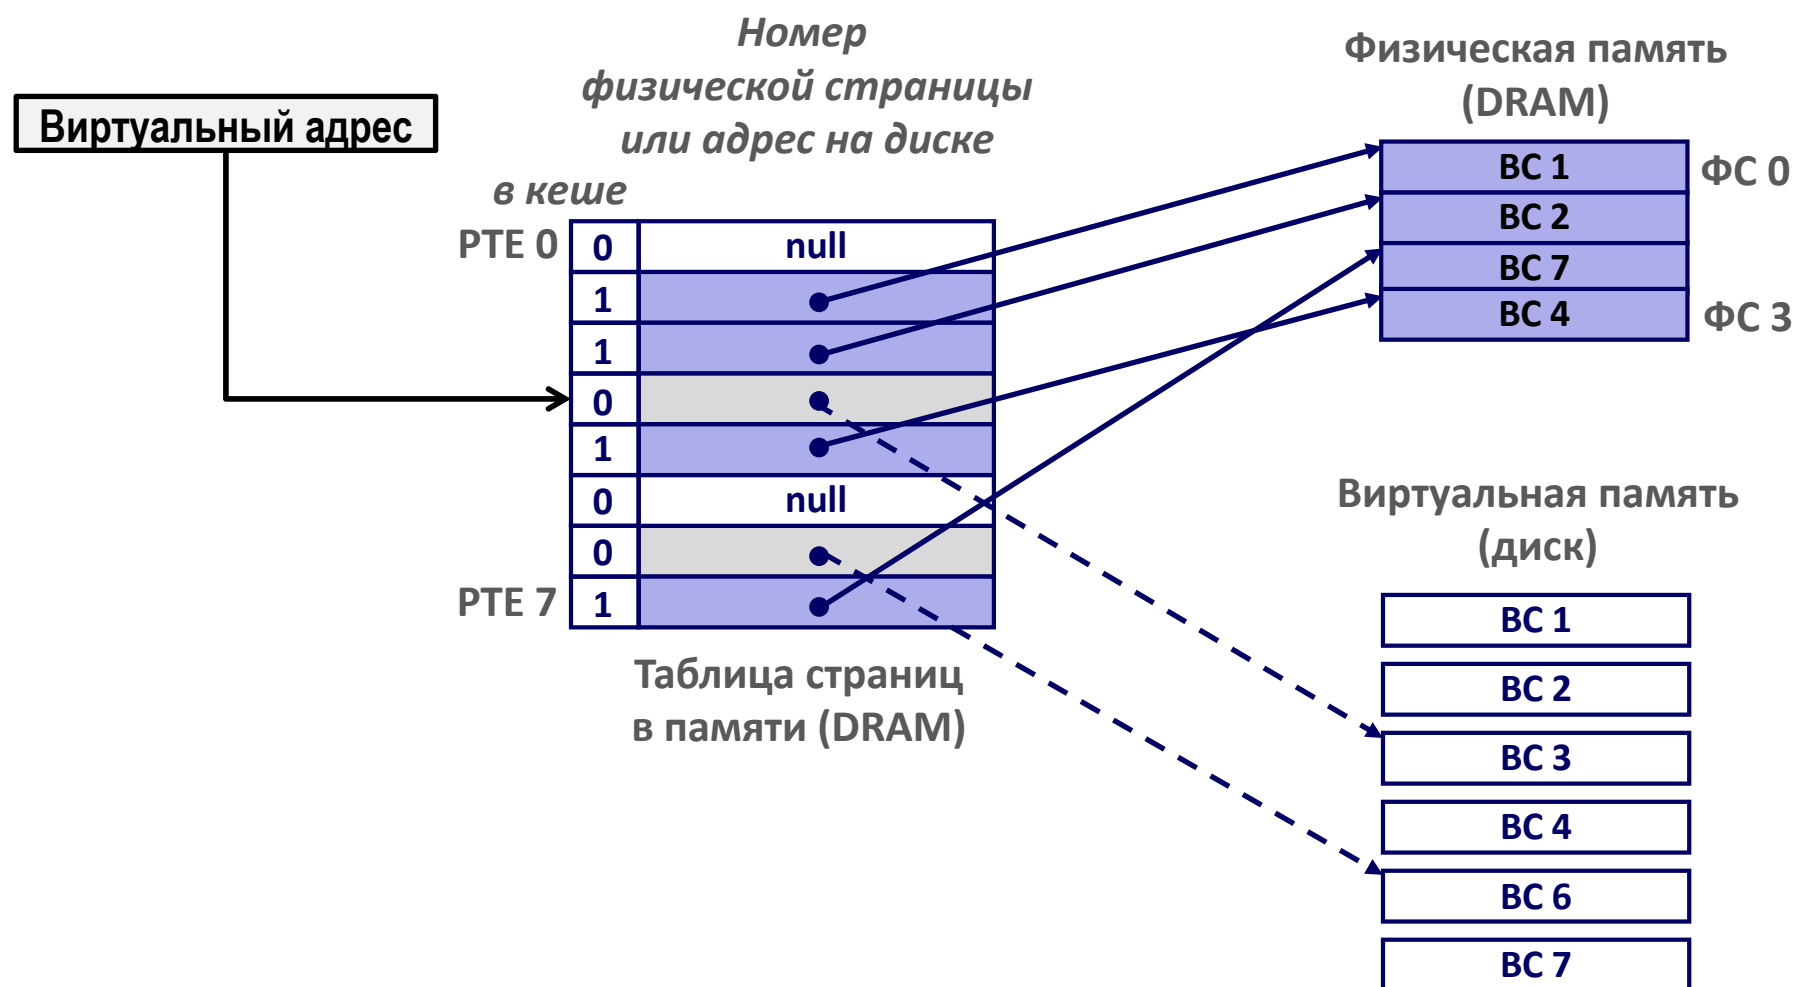 Номер
физической страницы
или адрес на диске
Физическая память
(DRAM)
Виртуальный адрес
в кеше
PTE 0
0
null
1
1
0
1
0
null
0
PTE 7
1
Таблица страниц
в памяти (DRAM)
ВС 1
ФС 0
ВС 2
ВС 7
ВС 4
ФС 3
Виртуальная память
(диск)
ВС 1
ВС 2
ВС 3
ВС 4
ВС 6
ВС 7